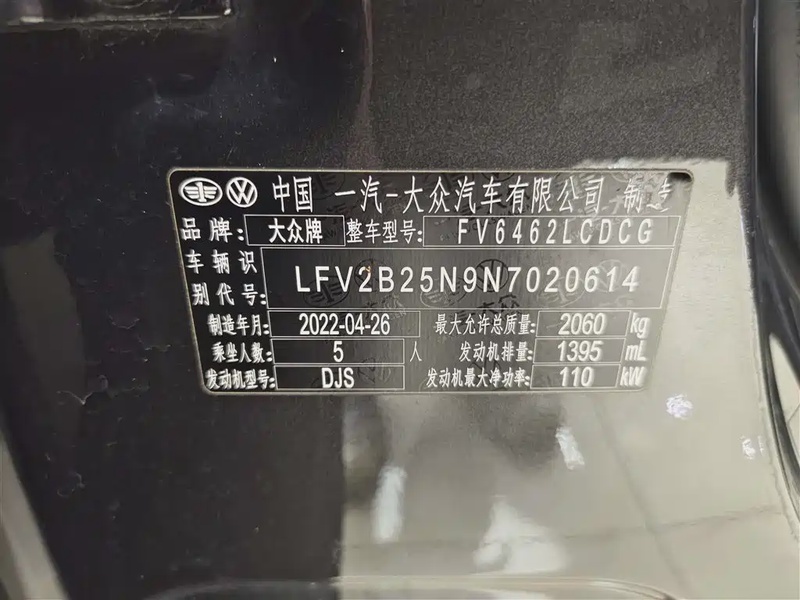 中国 一汽-大众汽车有限公司 制造
品牌: 大众牌 整车型号: FV6462LCDCG
车辆识别代号: LFV2B25N9N7020614
制造年月: 2022-04-26 最大允许总质量: 2060 kg
乘坐人数: 5 人 发动机排量: 1395 mL
发动机型号: DJS 发动机最大净功率: 110 kW